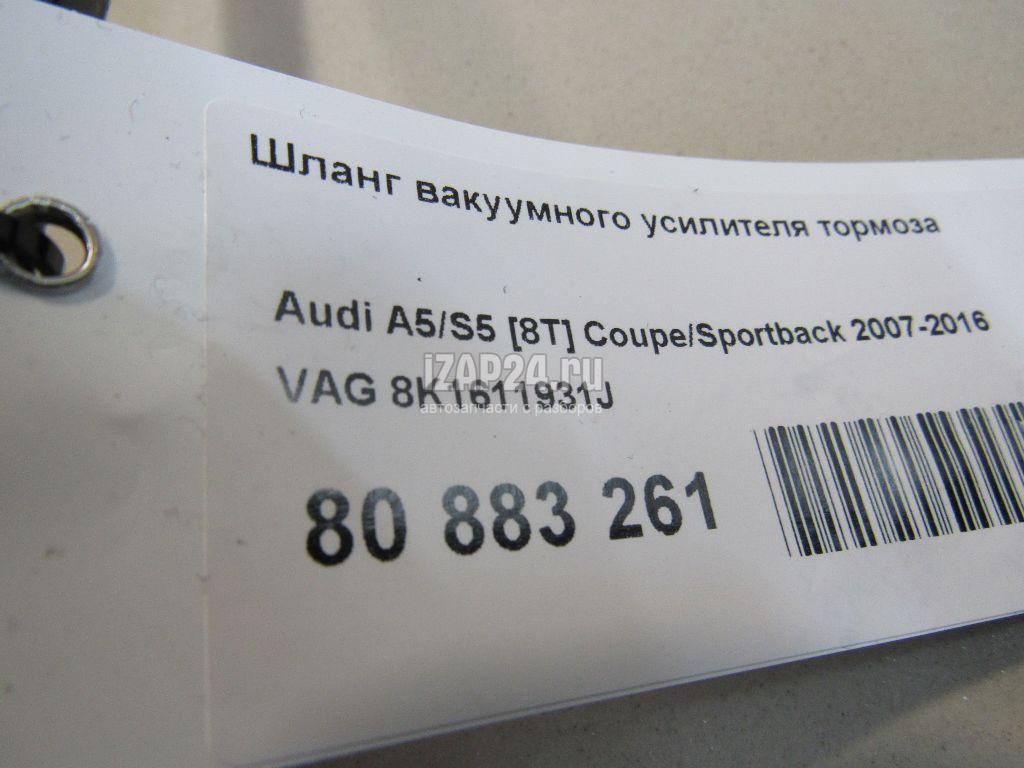 Шланг вакуумного усилителя тормоза
Audi A5/S5 [8T] Coupe/Sportback 2007-2016
iZAP24.ru
VAG 8K1611931J
автозапчасти с разборов
80 883 261